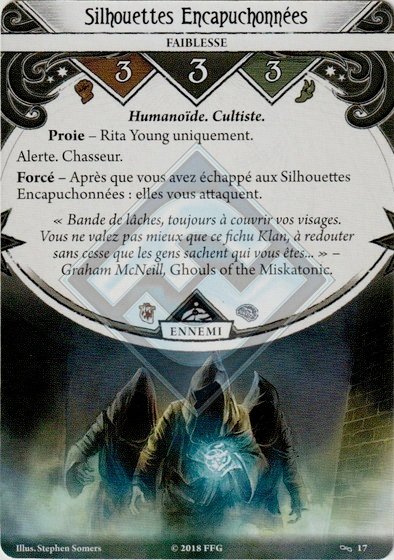 Silhouettes Encapuchonnées
FAIBLESSE
3 3 3
Humanoïde. Cultiste.
Proie – Rita Young uniquement.
Alerte. Chasseur.
Forcé – Après que vous avez échappé aux Silhouettes
Encapuchonnées : elles vous attaquent.
« Bande de lâches, toujours à couvrir vos visages.
Vous ne valez pas mieux que ce fichu Klan, à redouter
sans cesse que les gens sachent qui vous êtes... » –
Graham McNeill, Ghouls of the Miskatonic.
ENNEMI
Illus. Stephen Somers
© 2018 FFG
17